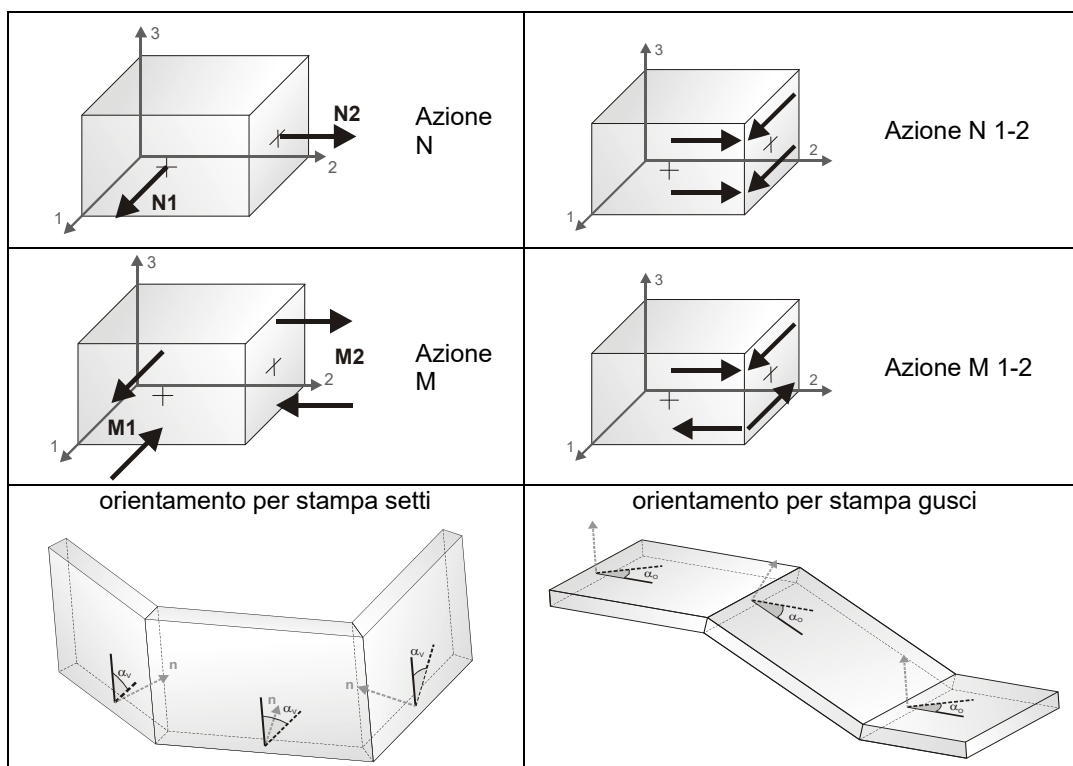 3
N2
Azione
N
2
N1
1
3
Azione N 1-2
2
1
3
M2
Azione
M
2
M1
1
3
Azione M 1-2
2
1
orientamento per stampa setti
αv
n
n
αv
αv
n
orientamento per stampa gusci
αo
αo
αo